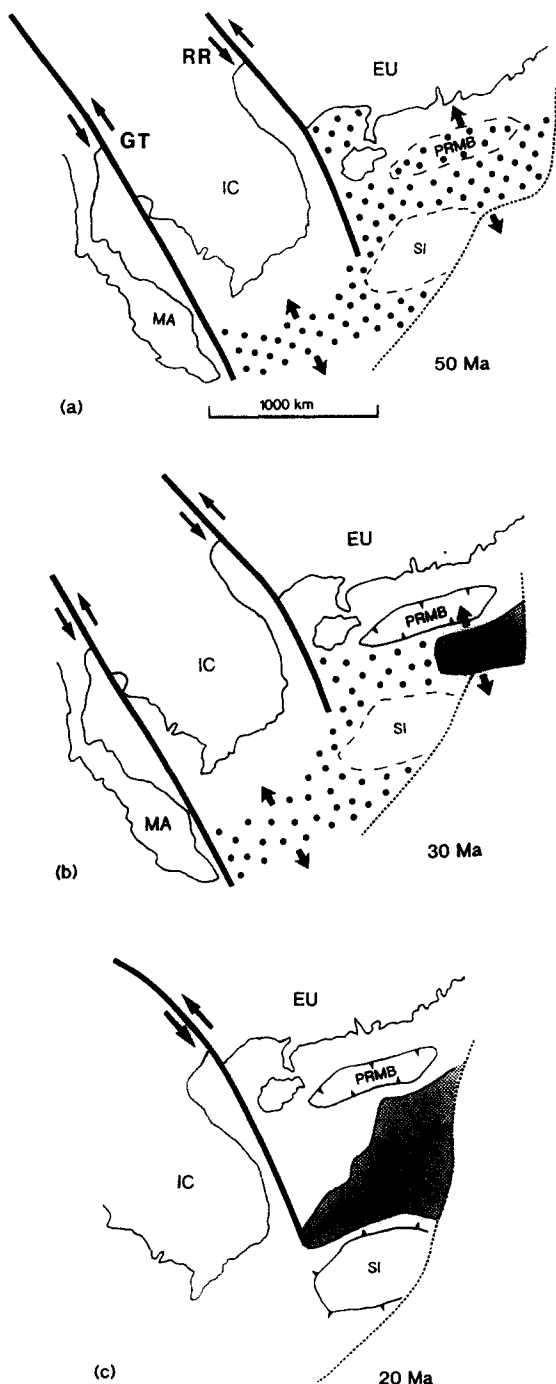 RR
EU
GT
PRMB
IC
SI
MA
50 Ma
(a)
1000 km
EU
PRMB
IC
SI
MA
30 Ma
(b)
EU
PRMB
IC
SI
(c)
20 Ma